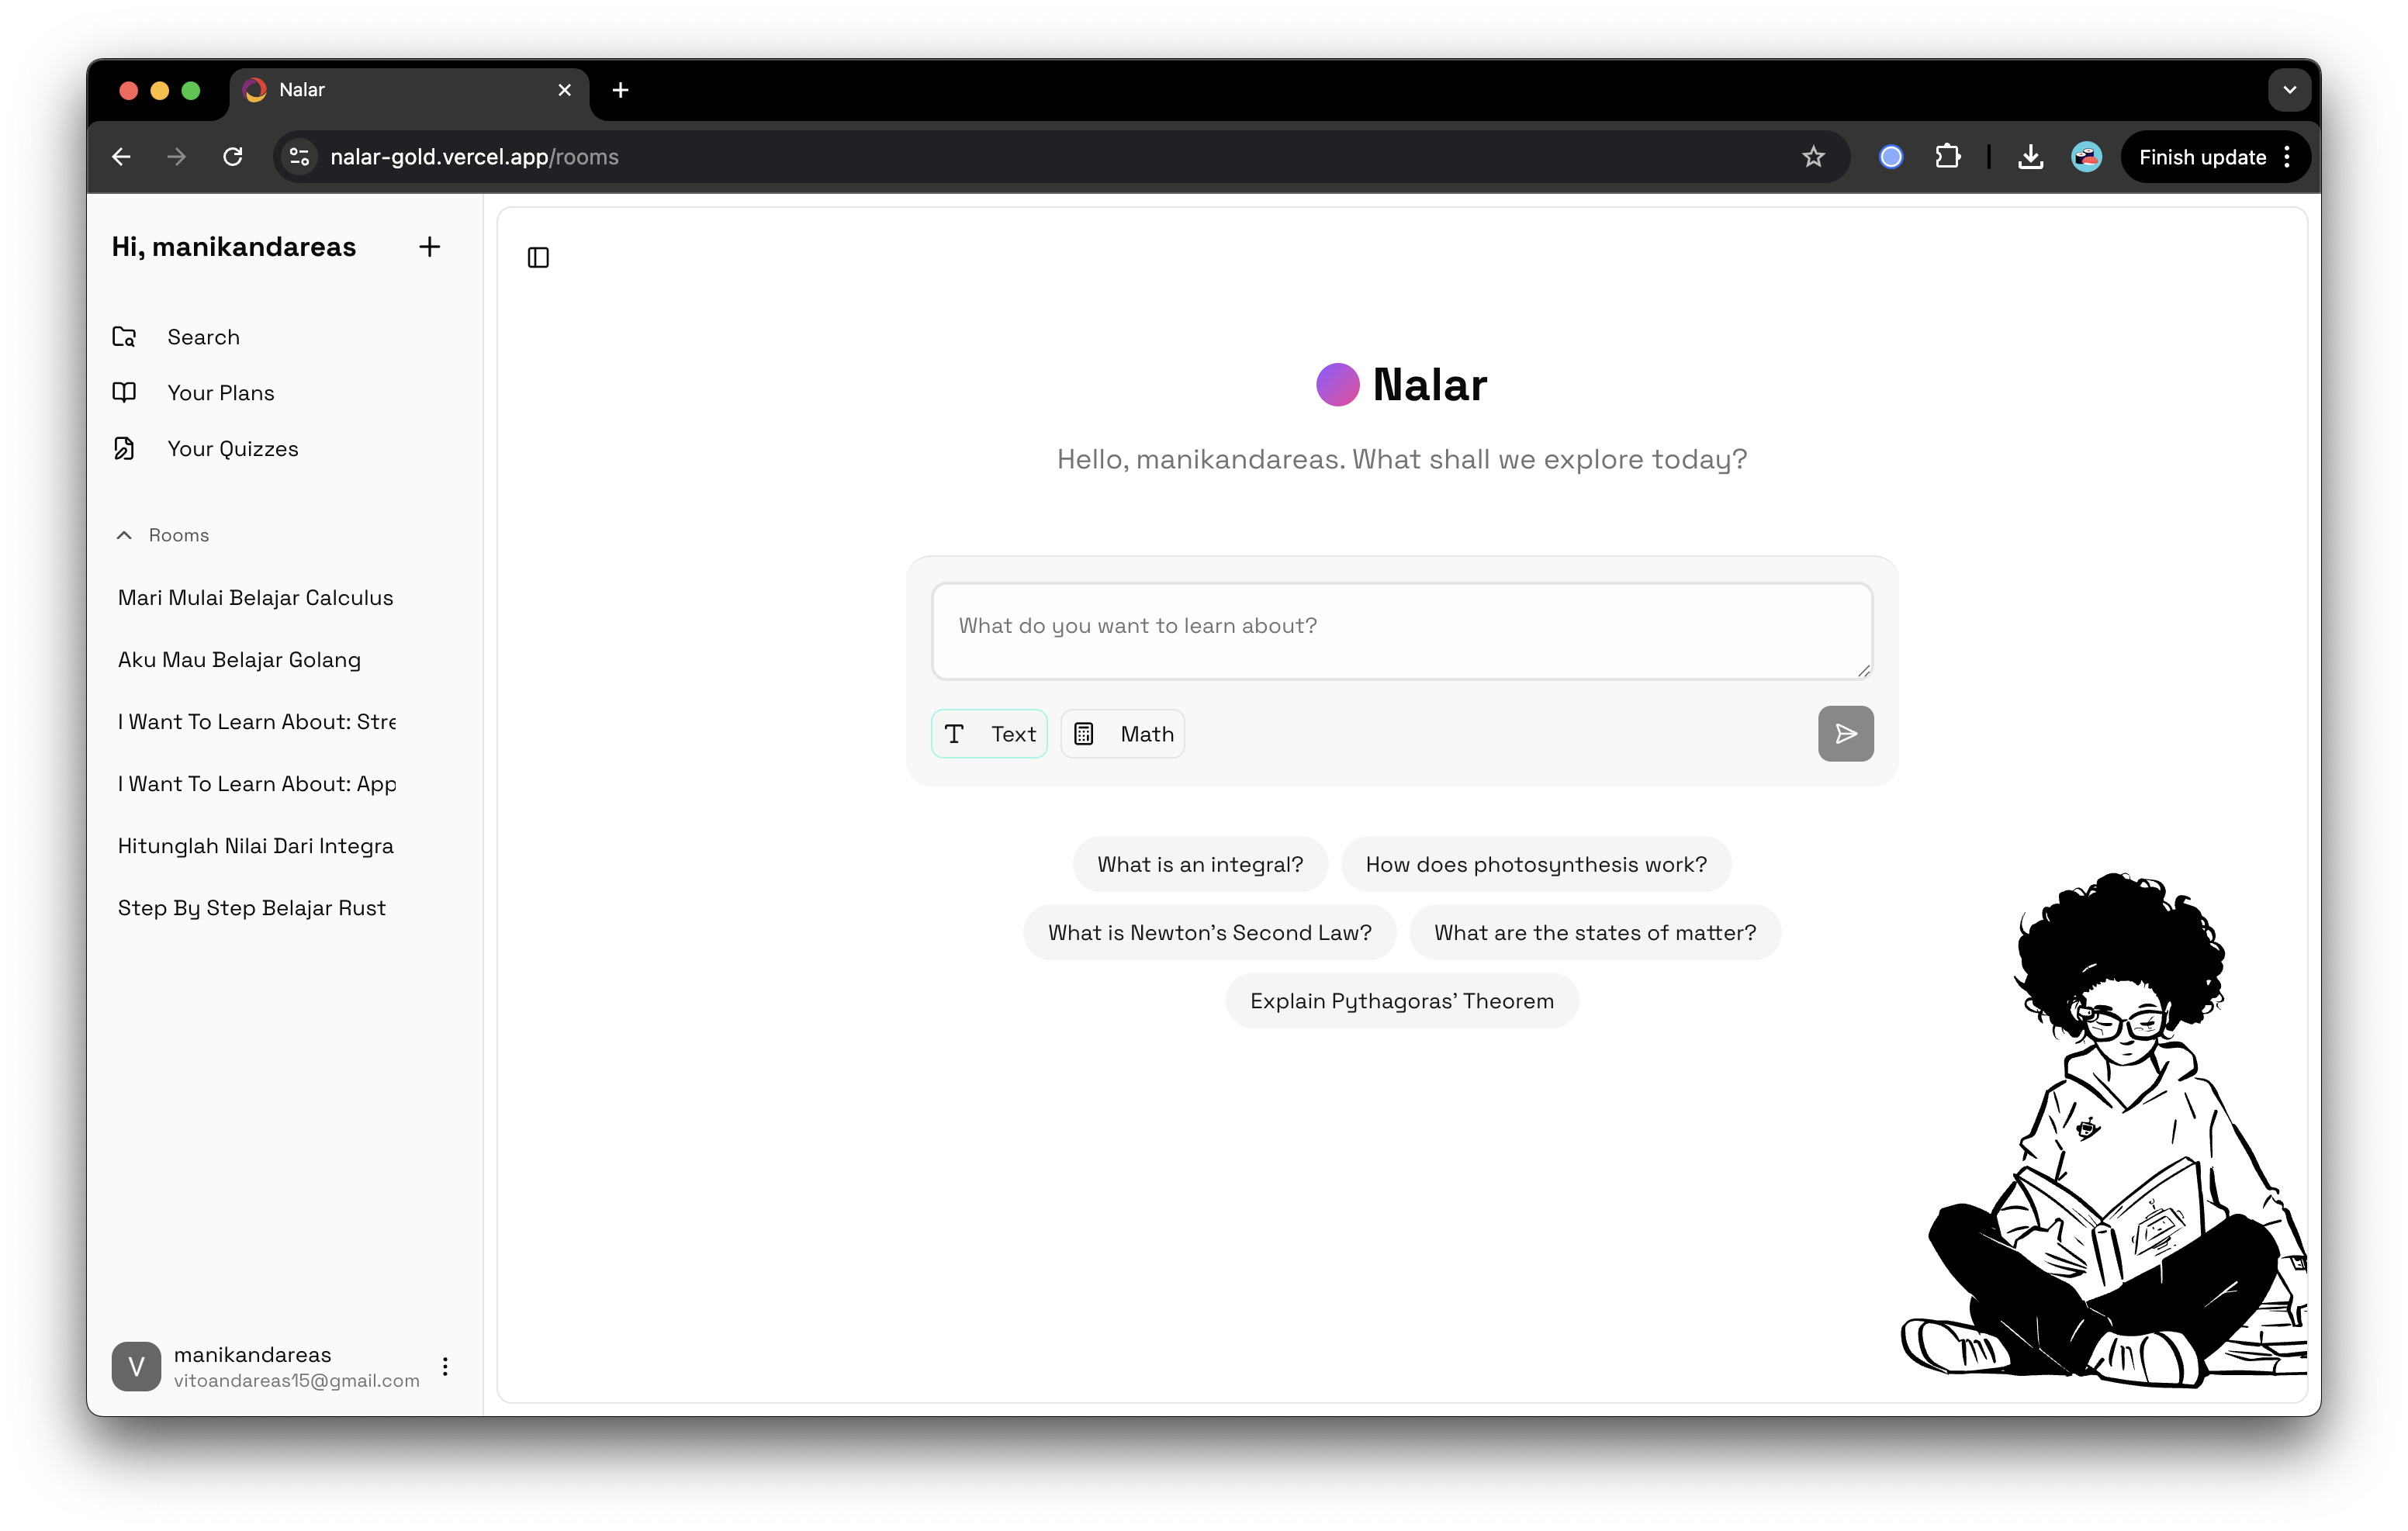 Nalar
nalar-gold.vercel.app/rooms
Finish update
Hi, manikandareas
Search
Your Plans
Your Quizzes
Rooms
Mari Mulai Belajar Calculus
Aku Mau Belajar Golang
I Want To Learn About: Stre
I Want To Learn About: App
Hitunglah Nilai Dari Integra
Step By Step Belajar Rust
V
manikandareas
vitoandareas15@gmail.com
Nalar
Hello, manikandareas. What shall we explore today?
What do you want to learn about?
Text
Math
What is an integral?
How does photosynthesis work?
What is Newton's Second Law?
What are the states of matter?
Explain Pythagoras' Theorem